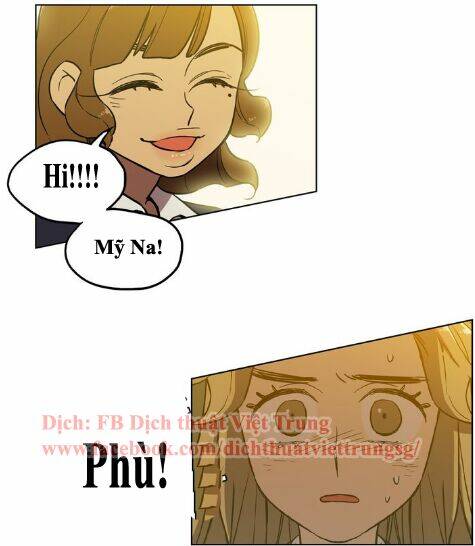 Hi!!!!
Mỹ Na!
Dịch: FB Dịch thuật Việt Trung
www.facebook.com/dichthuatviettrungsg/
Phù!